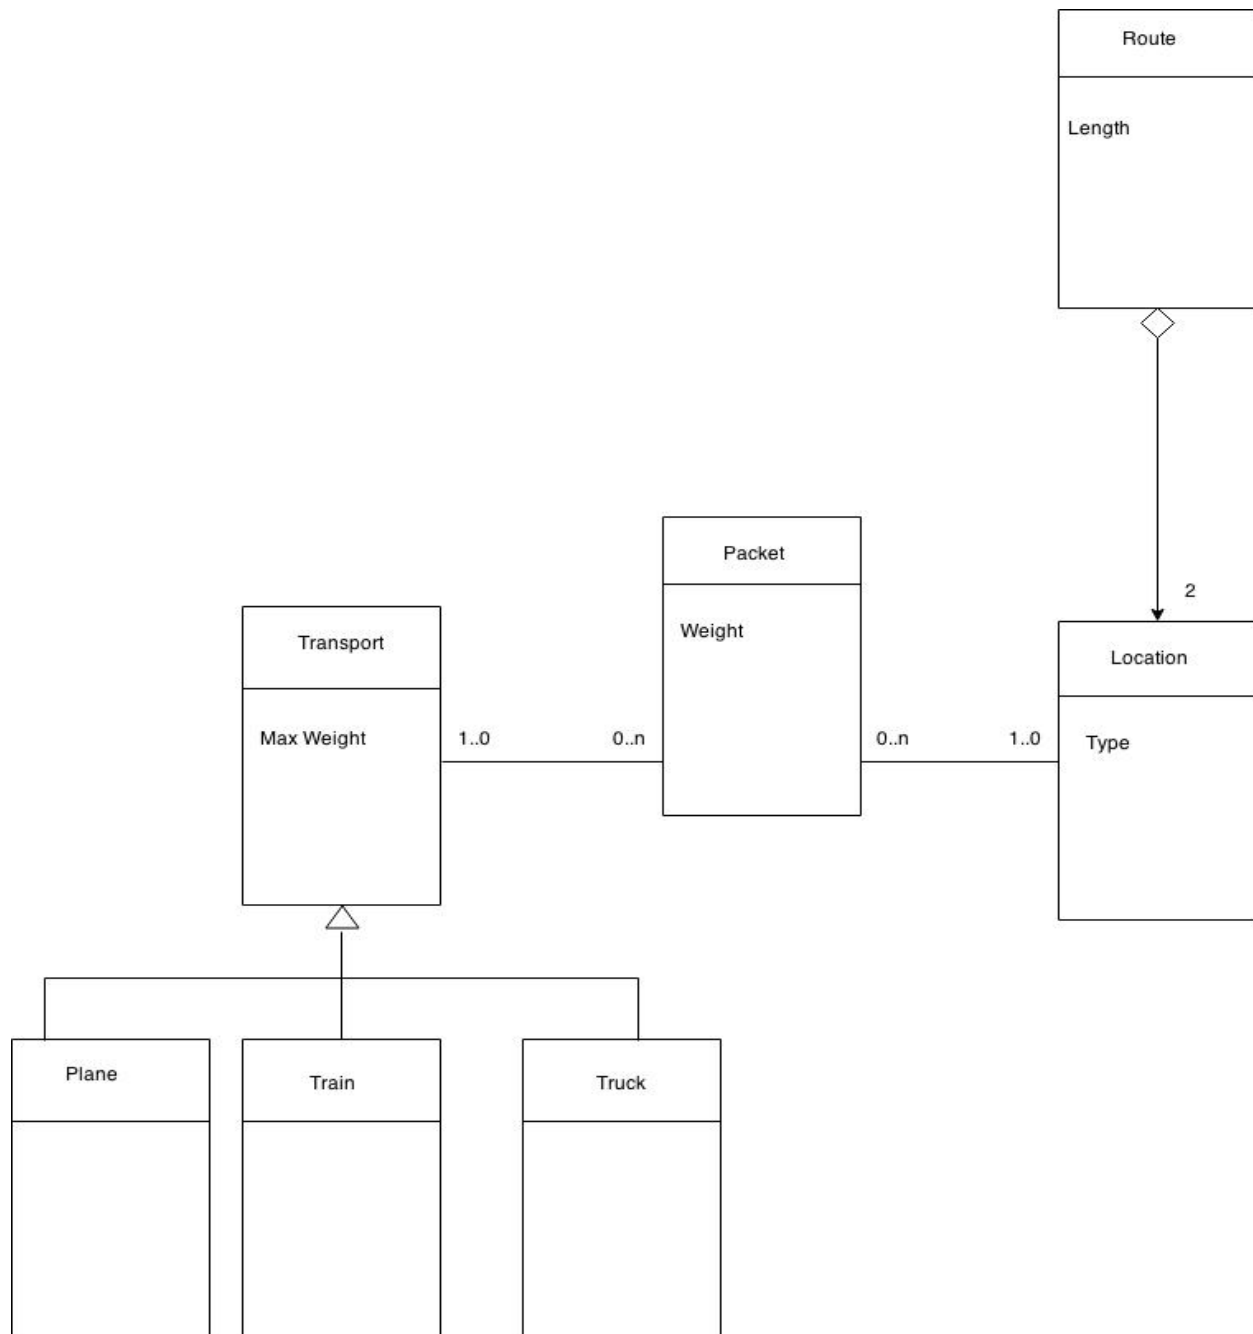 Route
Length
Packet
Weight
2
Transport
Location
Max Weight
1..0
0..n
0..n
1..0
Type
Plane
Train
Truck